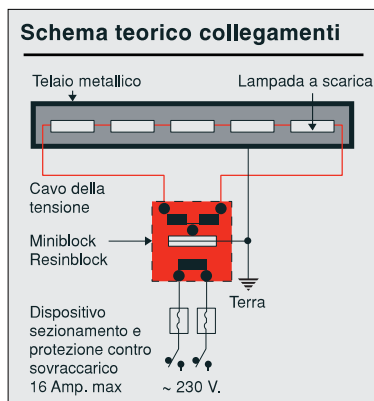 Schema teorico collegamenti
Telaio metallico
Lampada a scarica
Cavo della
tensione
Miniblock
Resinblock
Terra
Dispositivo
sezionamento e
protezione contro
sovraccarico
16 Amp. max
~ 230 V.